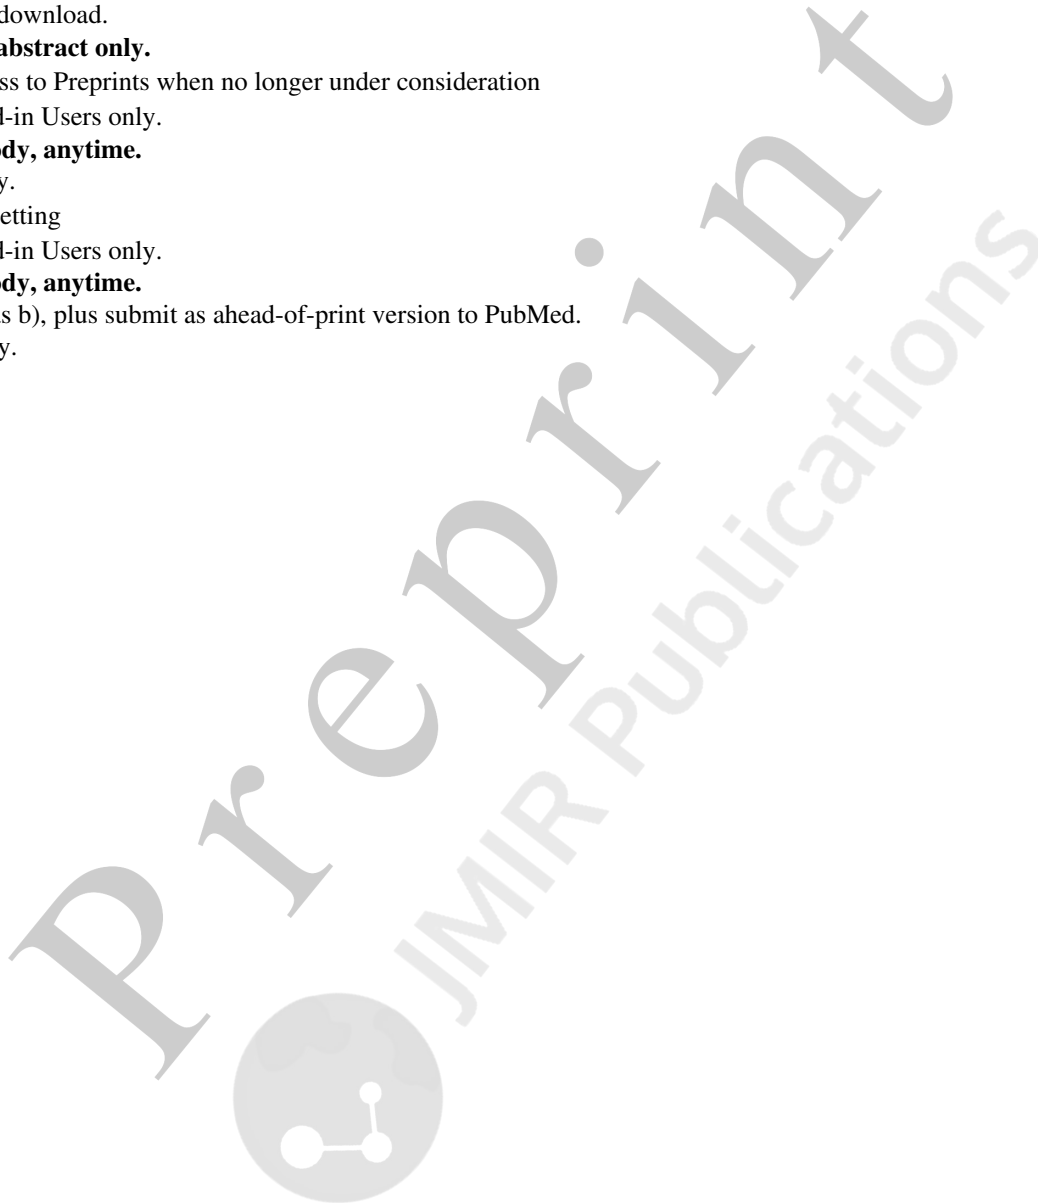 download.
abstract only.
ss to Preprints when no longer under consideration
d-in Users only.
ody, anytime.
y.
etting
d-in Users only.
ody, anytime.
as b), plus submit as ahead-of-print version to PubMed.
y.
Preprint
JMIR Publications